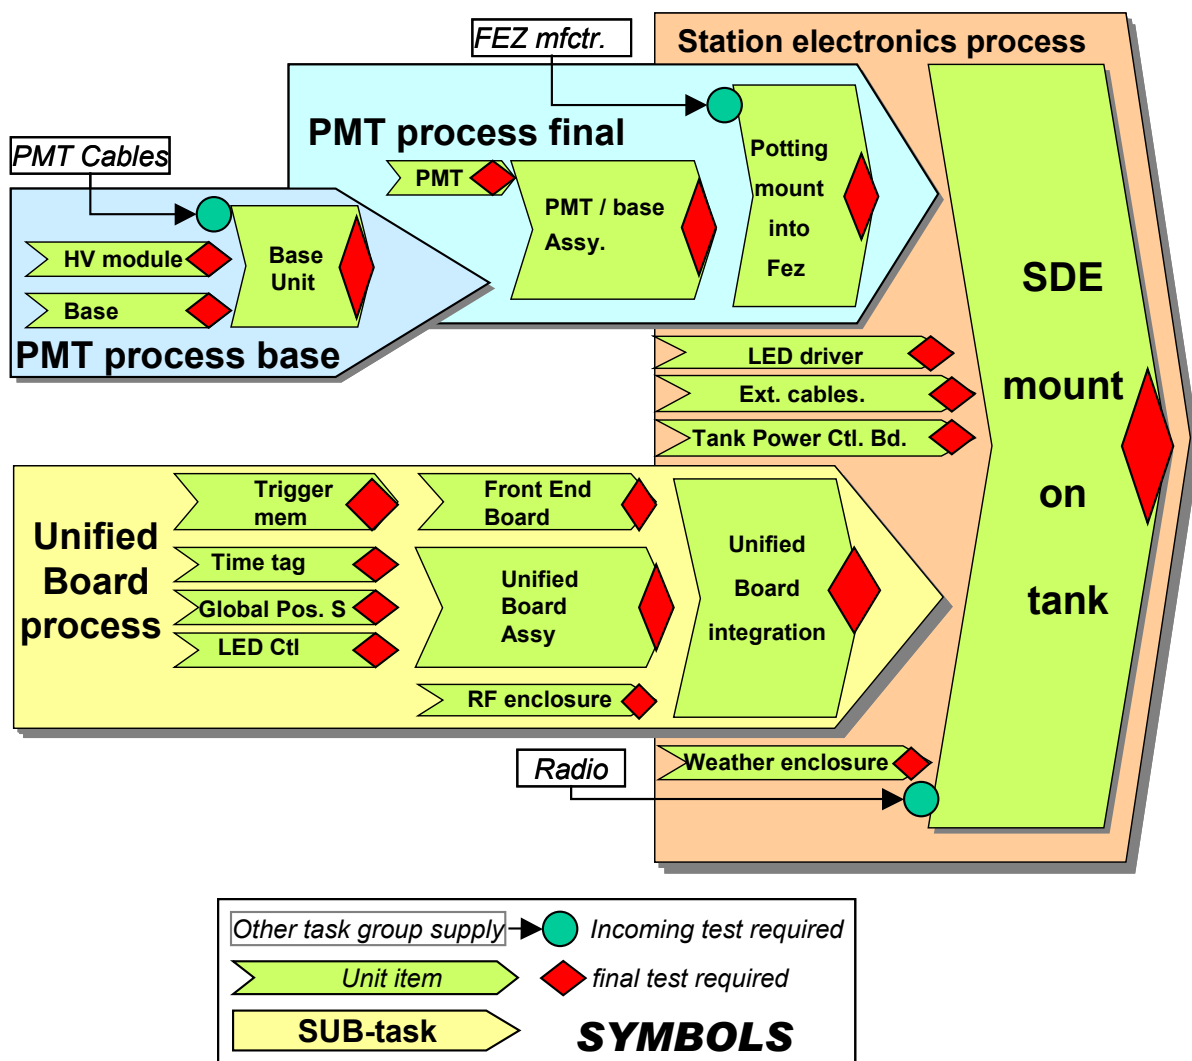 FEZ mfctr.
Station electronics process
PMT process final
PMT Cables
PMT
Potting
mount
into
Fez
PMT / base
Assy.
HV module
Base
Unit
Base
PMT process base
SDE
mount
on
tank
LED driver
Ext. cables.
Tank Power Ctl. Bd.
Unified
Board
process
Trigger
mem
Time tag
Global Pos. S
LED Ctl
Front End
Board
Unified
Board
Assy
RF enclosure
Unified
Board
integration
Weather enclosure
Radio
Other task group supply
Incoming test required
Unit item
final test required
SUB-task
SYMBOLS